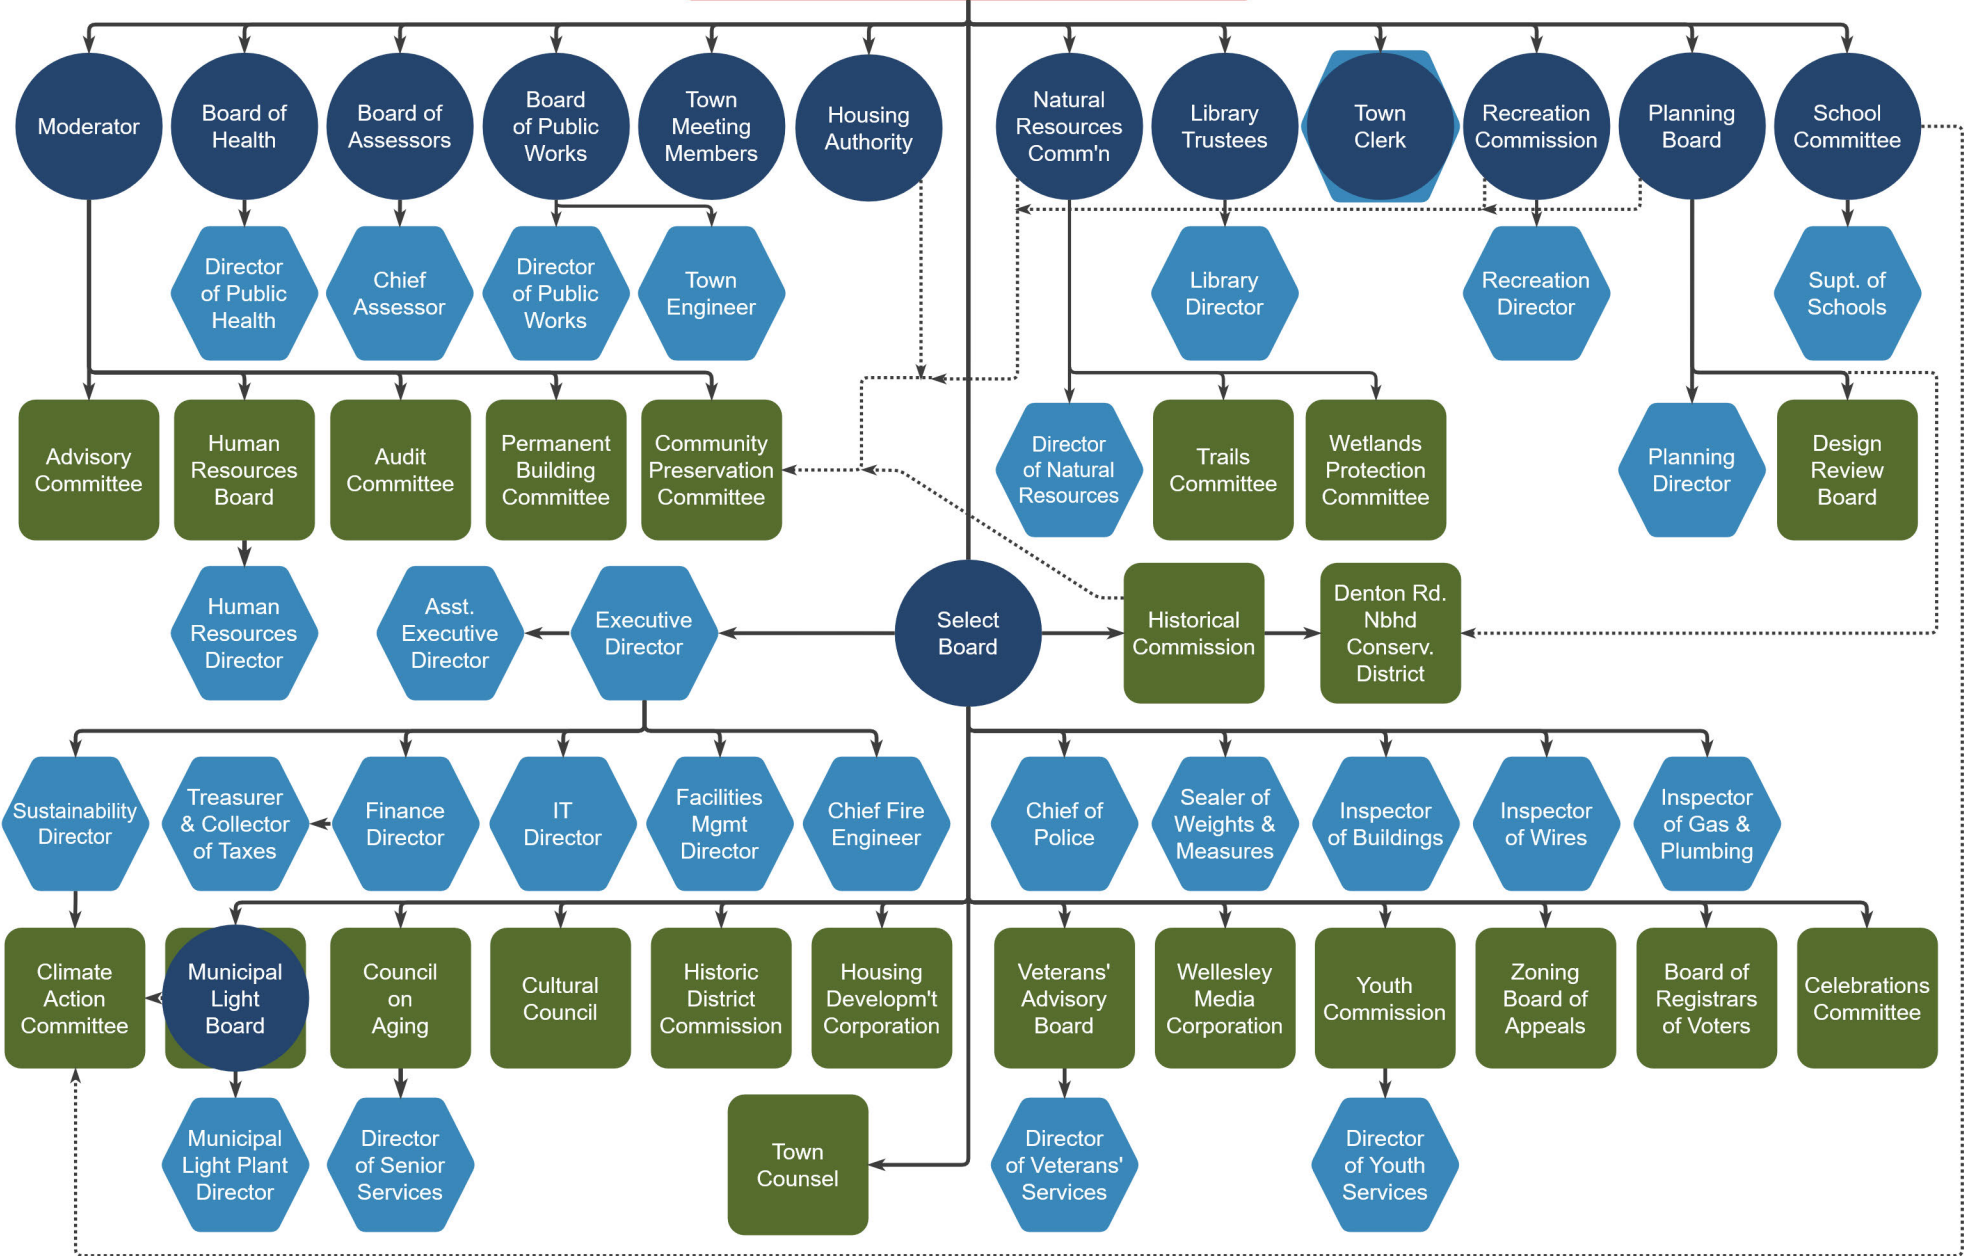 Moderator
Board of
Health
Board of
Assessors
Board
of Public
Works
Town
Meeting
Members
Housing
Authority
Natural
Resources
Comm'n
Library
Trustees
Town
Clerk
Recreation
Commission
Planning
Board
School
Committee
Director
of Public
Health
Chief
Assessor
Director
of Public
Works
Town
Engineer
Library
Director
Recreation
Director
Supt. of
Schools
Advisory
Committee
Human
Resources
Board
Audit
Committee
Permanent
Building
Committee
Community
Preservation
Committee
Director
of Natural
Resources
Trails
Committee
Wetlands
Protection
Committee
Planning
Director
Design
Review
Board
Human
Resources
Director
Asst.
Executive
Director
Executive
Director
Select
Board
Historical
Commission
Denton Rd.
Nbhd
Conserv.
District
Sustainability
Director
Treasurer
& Collector
of Taxes
Finance
Director
IT
Director
Facilities
Mgmt
Director
Chief Fire
Engineer
Chief of
Police
Sealer of
Weights &
Measures
Inspector
of Buildings
Inspector
of Wires
Inspector
of Gas &
Plumbing
Climate
Action
Committee
Municipal
Light
Board
Council
on
Aging
Cultural
Council
Historic
District
Commission
Housing
Developm't
Corporation
Veterans'
Advisory
Board
Wellesley
Media
Corporation
Youth
Commission
Zoning
Board of
Appeals
Board of
Registrars
of Voters
Celebrations
Committee
Municipal
Light Plant
Director
Director
of Senior
Services
Town
Counsel
Director
of Veterans'
Services
Director
of Youth
Services